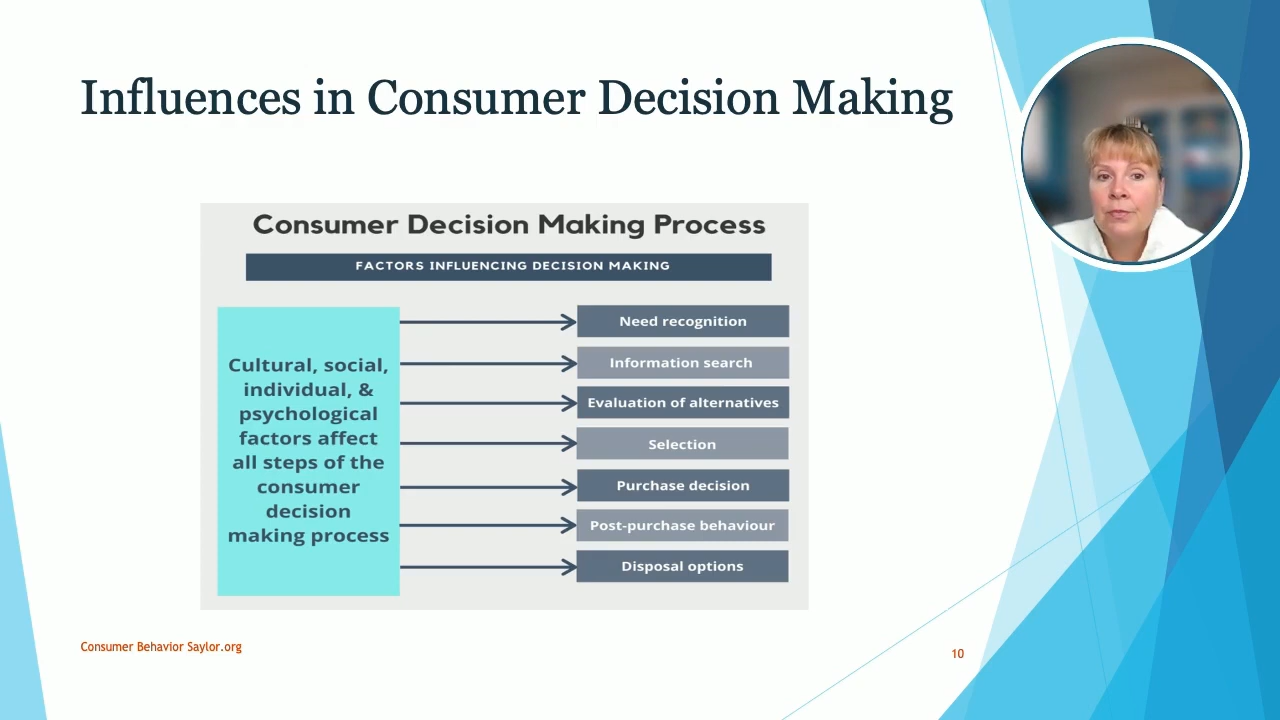 Influences in Consumer Decision Making
Consumer Decision Making Process
FACTORS INFLUENCING DECISION MAKING
Cultural, social,
individual, &
psychological
factors affect
all steps of the
consumer
decision
making process
Need recognition
Information search
Evaluation of alternatives
Selection
Purchase decision
Post-purchase behaviour
Disposal options
Consumer Behavior Saylor.org
10